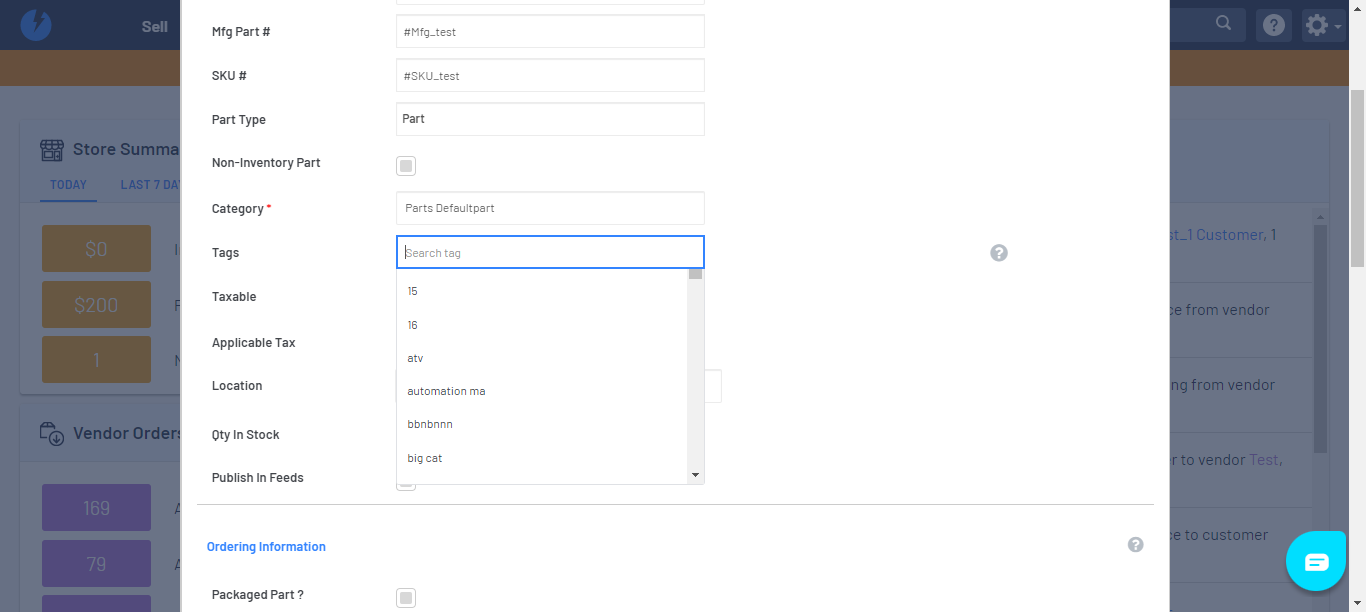 Sell
Mfg Part #
#Mfg_test
SKU #
#SKU_test
Part Type
Part
Non-Inventory Part
Category *
Parts Defaultpart
Tags
Search tag
15
16
atv
automation ma
bbnbnnn
big cat
Taxable
Applicable Tax
Location
Qty In Stock
Publish In Feeds
Ordering Information
Packaged Part ?
Store Summa
TODAY
LAST 7 DA
$0
$200
1
Vendor Orders
169
79
st_1 Customer, 1
ce from vendor
ng from vendor
r to vendor Test,
ce to customer